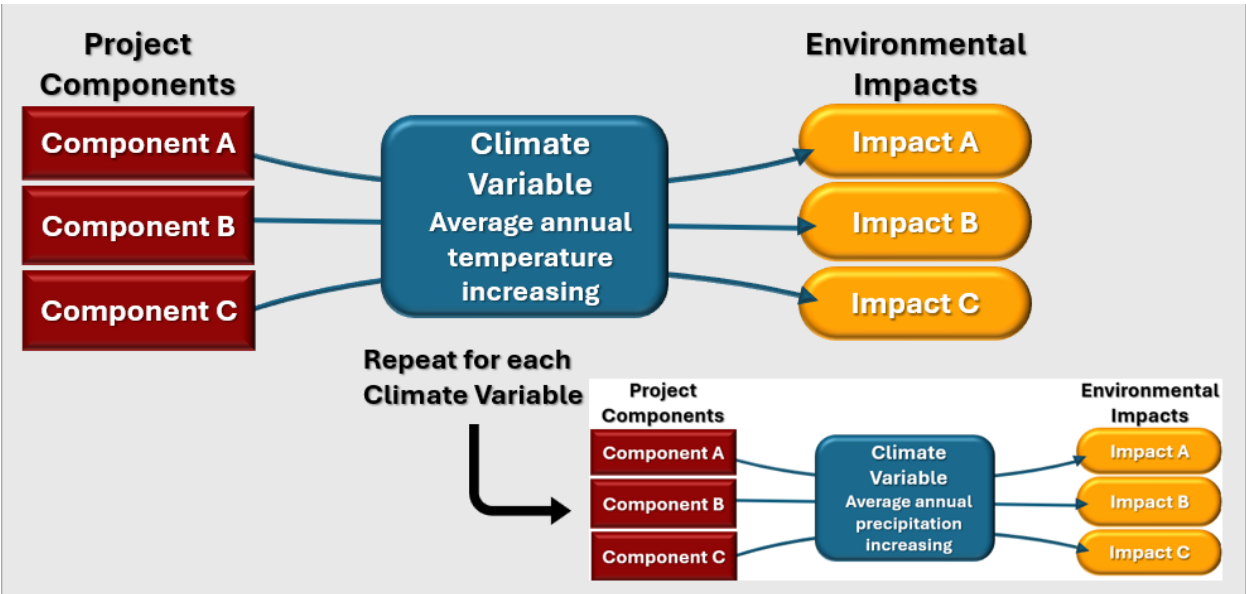 Project
Components
Component A
Component B
Component C
Climate
Variable
Average annual
temperature
increasing
Environmental
Impacts
Impact A
Impact B
Impact C
Repeat for each
Climate Variable
Project
Components
Component A
Component B
Component C
Climate
Variable
Average annual
precipitation
increasing
Environmental
Impacts
Impact A
Impact B
Impact C